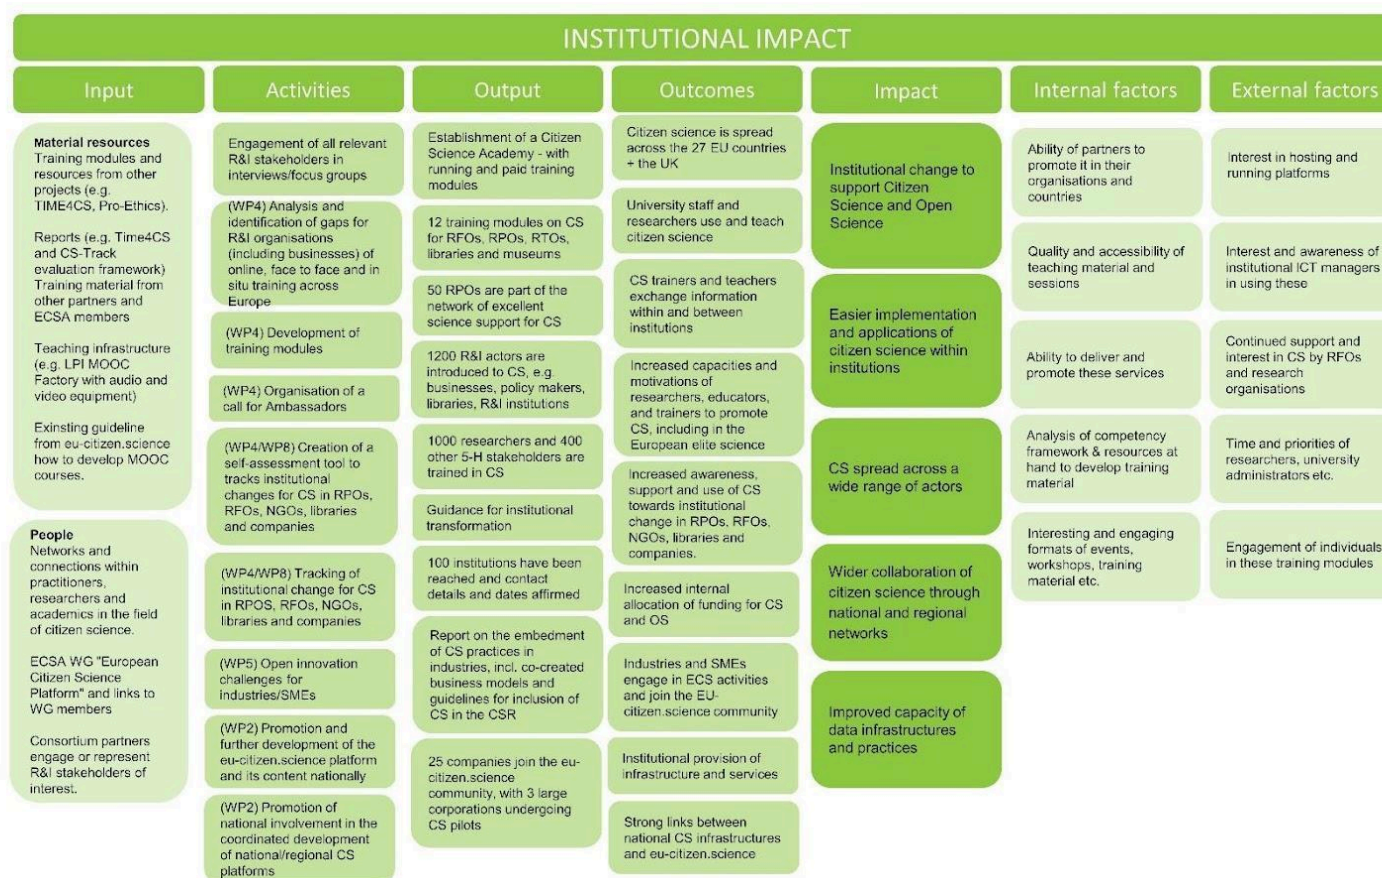 INSTITUTIONAL IMPACT
Input
Activities
Output
Outcomes
Impact
Internal factors
External factors
Material resources
Training modules and
resources from other
projects (e.g.
TIME4CS, Pro-Ethics).
Reports (e.g. Time4CS
and CS-Track
evaluation framework)
Training material from
other partners and
ECSA members
Teaching infrastructure
(e.g. LPI MOOC
Factory with audio and
video equipment)
Exinsting guideline
from eu-citizen.science
how to develop MOOC
courses.
People
Networks and
connections within
practitioners,
researchers and
academics in the field
of citizen science.
ECSA WG "European
Citizen Science
Platform" and links to
WG members
Consortium partners
engage or represent
R&I stakeholders of
interest.
Engagement of all relevant
R&I stakeholders in
interviews/focus groups
(WP4) Analysis and
identification of gaps for
R&I organisations
(including businesses) of
online, face to face and in
situ training across
Europe
(WP4) Development of
training modules
(WP4) Organisation of a
call for Ambassadors
(WP4/WP8) Creation of a
self-assessment tool to
tracks institutional
changes for CS in RPOs,
RFOs, NGOs, libraries
and companies
(WP4/WP8) Tracking of
institutional change for CS
in RPOS, RFOs, NGOs,
libraries and companies
(WP5) Open innovation
challenges for
industries/SMEs
(WP2) Promotion and
further development of the
eu-citizen.science platform
and its content nationally
(WP2) Promotion of
national involvement in the
coordinated development
of national/regional CS
platforms
Establishment of a Citizen
Science Academy - with
running and paid training
modules
12 training modules on CS
for RFOs, RPOs, RTOs,
libraries and museums
50 RPOs are part of the
network of excellent
science support for CS
1200 R&I actors are
introduced to CS, e.g.
businesses, policy makers,
libraries, R&I institutions
1000 researchers and 400
other 5-H stakeholders are
trained in CS
Guidance for institutional
transformation
100 institutions have been
reached and contact
details and dates affirmed
Report on the embedment
of CS practices in
industries, incl. co-created
business models and
guidelines for inclusion of
CS in the CSR
25 companies join the eu-
citizen.science
community, with 3 large
corporations undergoing
CS pilots
Citizen science is spread
across the 27 EU countries
+ the UK
University staff and
researchers use and teach
citizen science
CS trainers and teachers
exchange information
within and between
institutions
Increased capacities and
motivations of
researchers, educators,
and trainers to promote
CS, including in the
European elite science
Increased awareness,
support and use of CS
towards institutional
change in RPOs, RFOs,
NGOs, libraries and
companies.
Increased internal
allocation of funding for CS
and OS
Industries and SMEs
engage in ECS activities
and join the EU-
citizen.science community
Institutional provision of
infrastructure and services
Strong links between
national CS infrastructures
and eu-citizen.science
Institutional change to
support Citizen
Science and Open
Science
Easier implementation
and applications of
citizen science within
institutions
CS spread across a
wide range of actors
Wider collaboration of
citizen science through
national and regional
networks
Improved capacity of
data infrastructures
and practices
Ability of partners to
promote it in their
organisations and
countries
Quality and accessibility of
teaching material and
sessions
Ability to deliver and
promote these services
Analysis of competency
framework & resources at
hand to develop training
material
Interesting and engaging
formats of events,
workshops, training
material etc.
Interest in hosting and
running platforms
Interest and awareness of
institutional ICT managers
in using these
Continued support and
interest in CS by RFOs
and research
organisations
Time and priorities of
researchers, university
administrators etc.
Engagement of individuals
in these training modules